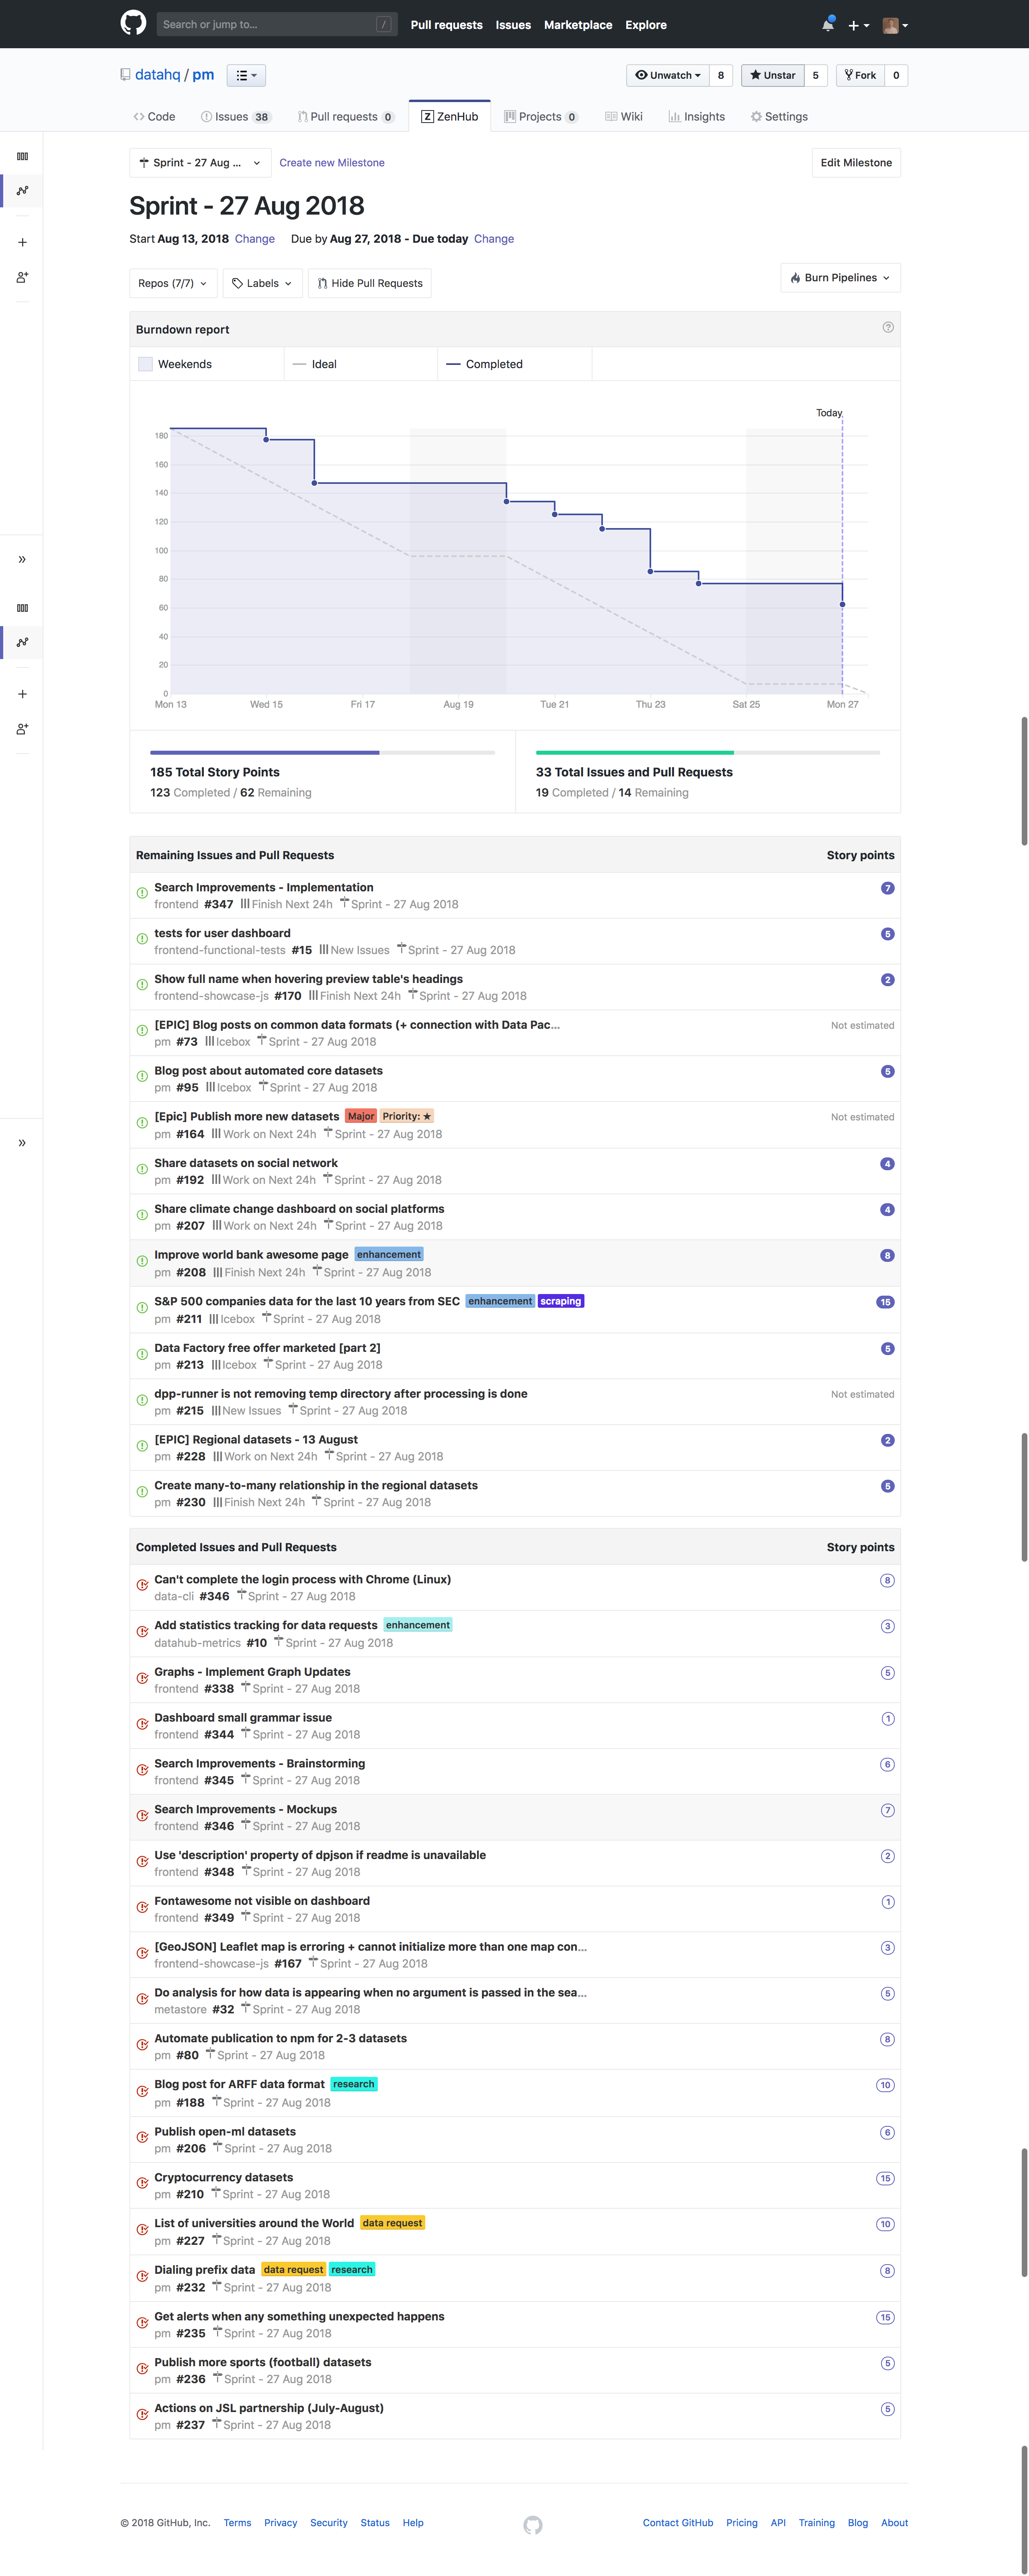 Search or jump to... /
Pull requests Issues Marketplace Explore
datahq / pm
Unwatch 8 Unstar 5 Fork 0
Code Issues 38 Pull requests 0 ZenHub Projects 0 Wiki Insights Settings
Sprint - 27 Aug ... Create new Milestone Edit Milestone
Sprint - 27 Aug 2018
Start Aug 13, 2018 Change Due by Aug 27, 2018 - Due today Change
Repos (7/7) Labels Hide Pull Requests Burn Pipelines
Burndown report
Weekends Ideal Completed
Today
180
160
140
120
100
80
60
40
20
0
Mon 13 Wed 15 Fri 17 Aug 19 Tue 21 Thu 23 Sat 25 Mon 27
185 Total Story Points
123 Completed / 62 Remaining
33 Total Issues and Pull Requests
19 Completed / 14 Remaining
Remaining Issues and Pull Requests Story points
Search Improvements - Implementation 7
frontend #347 Finish Next 24h Sprint - 27 Aug 2018
tests for user dashboard 5
frontend-functional-tests #15 New Issues Sprint - 27 Aug 2018
Show full name when hovering preview table's headings 2
frontend-showcase-js #170 Finish Next 24h Sprint - 27 Aug 2018
[EPIC] Blog posts on common data formats (+ connection with Data Pac... Not estimated
pm #73 Icebox Sprint - 27 Aug 2018
Blog post about automated core datasets 5
pm #95 Icebox Sprint - 27 Aug 2018
[Epic] Publish more new datasets Major Priority: ★ Not estimated
pm #164 Work on Next 24h Sprint - 27 Aug 2018
Share datasets on social network 4
pm #192 Work on Next 24h Sprint - 27 Aug 2018
Share climate change dashboard on social platforms 4
pm #207 Work on Next 24h Sprint - 27 Aug 2018
Improve world bank awesome page enhancement 8
pm #208 Finish Next 24h Sprint - 27 Aug 2018
S&P 500 companies data for the last 10 years from SEC enhancement scraping 15
pm #211 Icebox Sprint - 27 Aug 2018
Data Factory free offer marketed [part 2] 5
pm #213 Icebox Sprint - 27 Aug 2018
dpp-runner is not removing temp directory after processing is done Not estimated
pm #215 New Issues Sprint - 27 Aug 2018
[EPIC] Regional datasets - 13 August 2
pm #228 Work on Next 24h Sprint - 27 Aug 2018
Create many-to-many relationship in the regional datasets 5
pm #230 Finish Next 24h Sprint - 27 Aug 2018
Completed Issues and Pull Requests Story points
Can't complete the login process with Chrome (Linux) 8
data-cli #346 Sprint - 27 Aug 2018
Add statistics tracking for data requests enhancement 3
datahub-metrics #10 Sprint - 27 Aug 2018
Graphs - Implement Graph Updates 5
frontend #338 Sprint - 27 Aug 2018
Dashboard small grammar issue 1
frontend #344 Sprint - 27 Aug 2018
Search Improvements - Brainstorming 6
frontend #345 Sprint - 27 Aug 2018
Search Improvements - Mockups 7
frontend #346 Sprint - 27 Aug 2018
Use 'description' property of dpjson if readme is unavailable 2
frontend #348 Sprint - 27 Aug 2018
Fontawesome not visible on dashboard 1
frontend #349 Sprint - 27 Aug 2018
[GeoJSON] Leaflet map is erroring + cannot initialize more than one map con... 3
frontend-showcase-js #167 Sprint - 27 Aug 2018
Do analysis for how data is appearing when no argument is passed in the sea... 5
metastore #32 Sprint - 27 Aug 2018
Automate publication to npm for 2-3 datasets 8
pm #80 Sprint - 27 Aug 2018
Blog post for ARFF data format research 10
pm #188 Sprint - 27 Aug 2018
Publish open-ml datasets 6
pm #206 Sprint - 27 Aug 2018
Cryptocurrency datasets 15
pm #210 Sprint - 27 Aug 2018
List of universities around the World data request 10
pm #227 Sprint - 27 Aug 2018
Dialing prefix data data request research 8
pm #232 Sprint - 27 Aug 2018
Get alerts when any something unexpected happens 15
pm #235 Sprint - 27 Aug 2018
Publish more sports (football) datasets 5
pm #236 Sprint - 27 Aug 2018
Actions on JSL partnership (July-August) 5
pm #237 Sprint - 27 Aug 2018
© 2018 GitHub, Inc. Terms Privacy Security Status Help Contact GitHub Pricing API Training Blog About